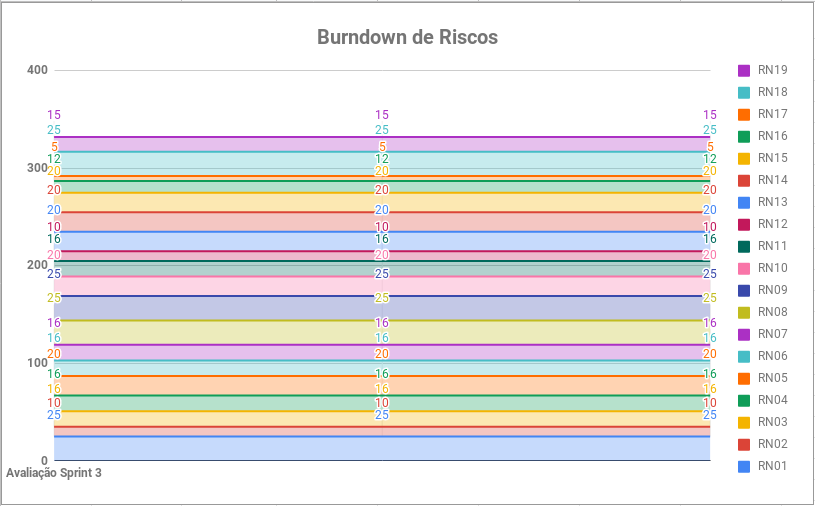 Burndown de Riscos
400
300
200
100
0
15 15 15
25 25 25
5 5 5
12 12 12
20 20 20
20 20 20
20 20 20
10 10 10
16 16 16
20 20 20
25 25 25
25 25 25
16 16 16
16 16 16
20 20 20
16 16 16
16 16 16
10 10 10
25 25 25
Avaliação Sprint 3
RN19
RN18
RN17
RN16
RN15
RN14
RN13
RN12
RN11
RN10
RN09
RN08
RN07
RN06
RN05
RN04
RN03
RN02
RN01